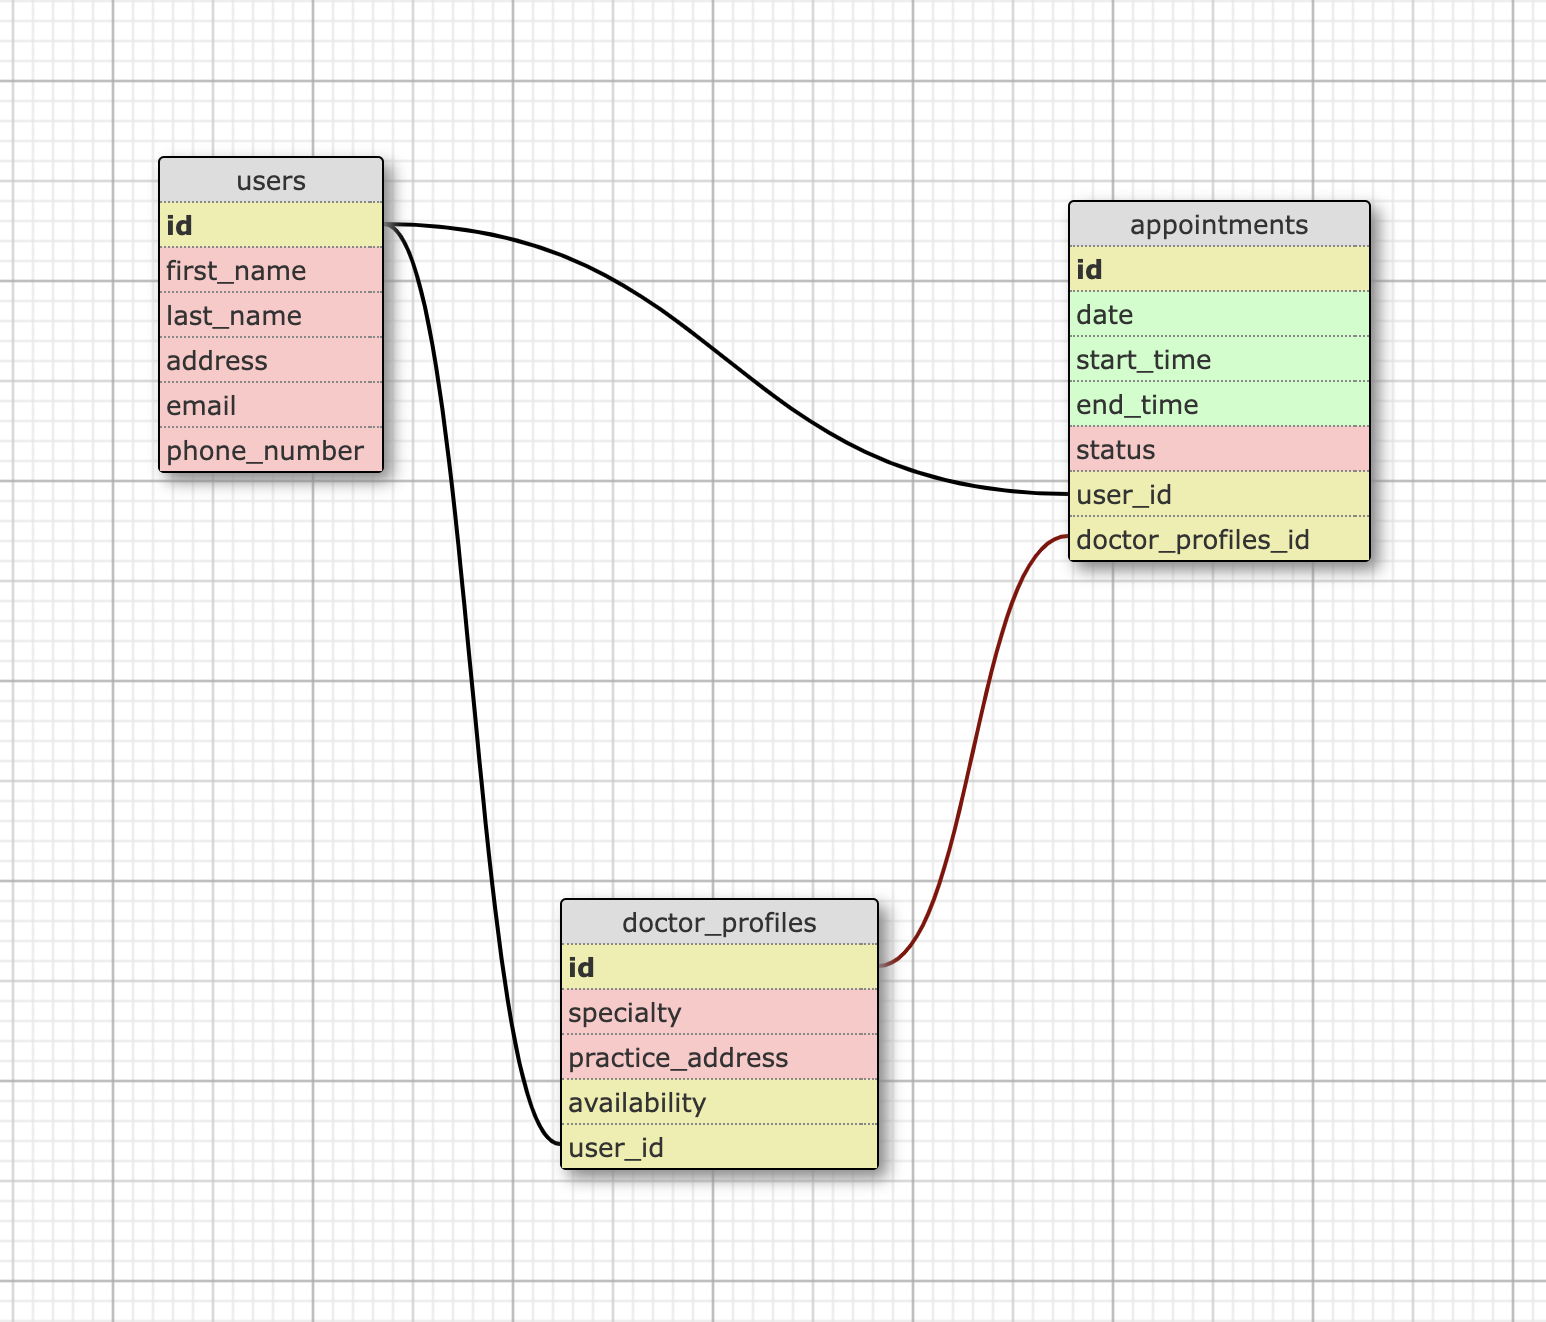 users
id
first_name
last_name
address
email
phone_number
appointments
id
date
start_time
end_time
status
user_id
doctor_profiles_id
doctor_profiles
id
specialty
practice_address
availability
user_id